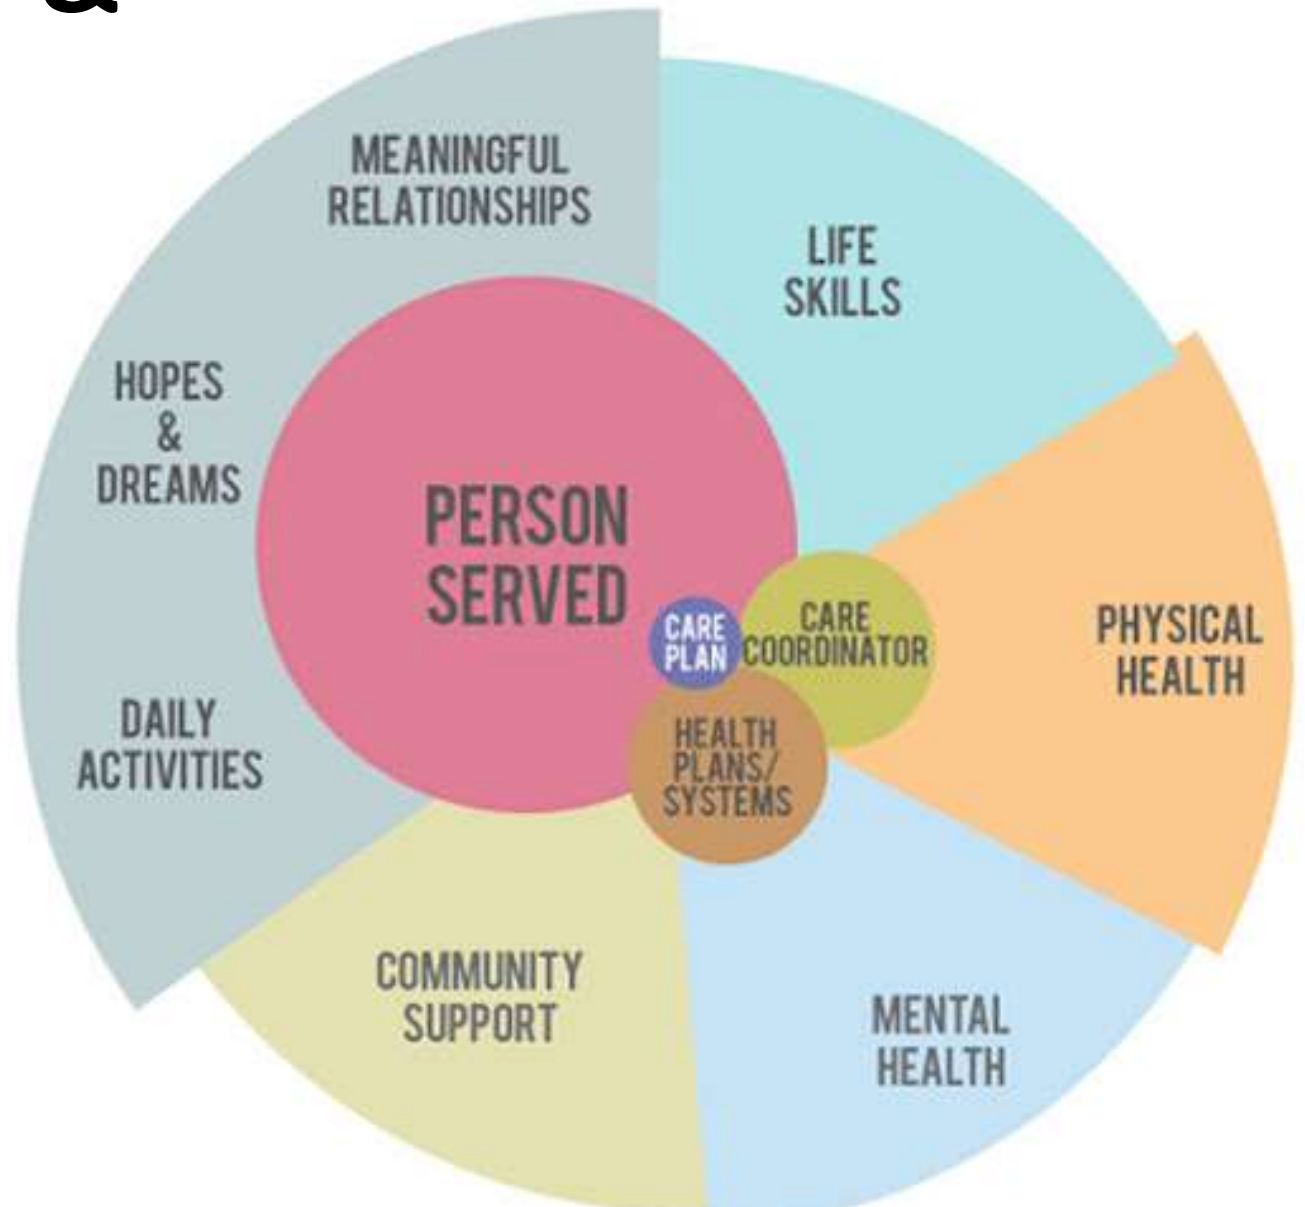 &
MEANINGFUL
RELATIONSHIPS
LIFE
SKILLS
HOPES
&
DREAMS
PERSON
SERVED
CARE
PLAN
CARE
COORDINATOR
PHYSICAL
HEALTH
DAILY
ACTIVITIES
HEALTH
PLANS/
SYSTEMS
COMMUNITY
SUPPORT
MENTAL
HEALTH